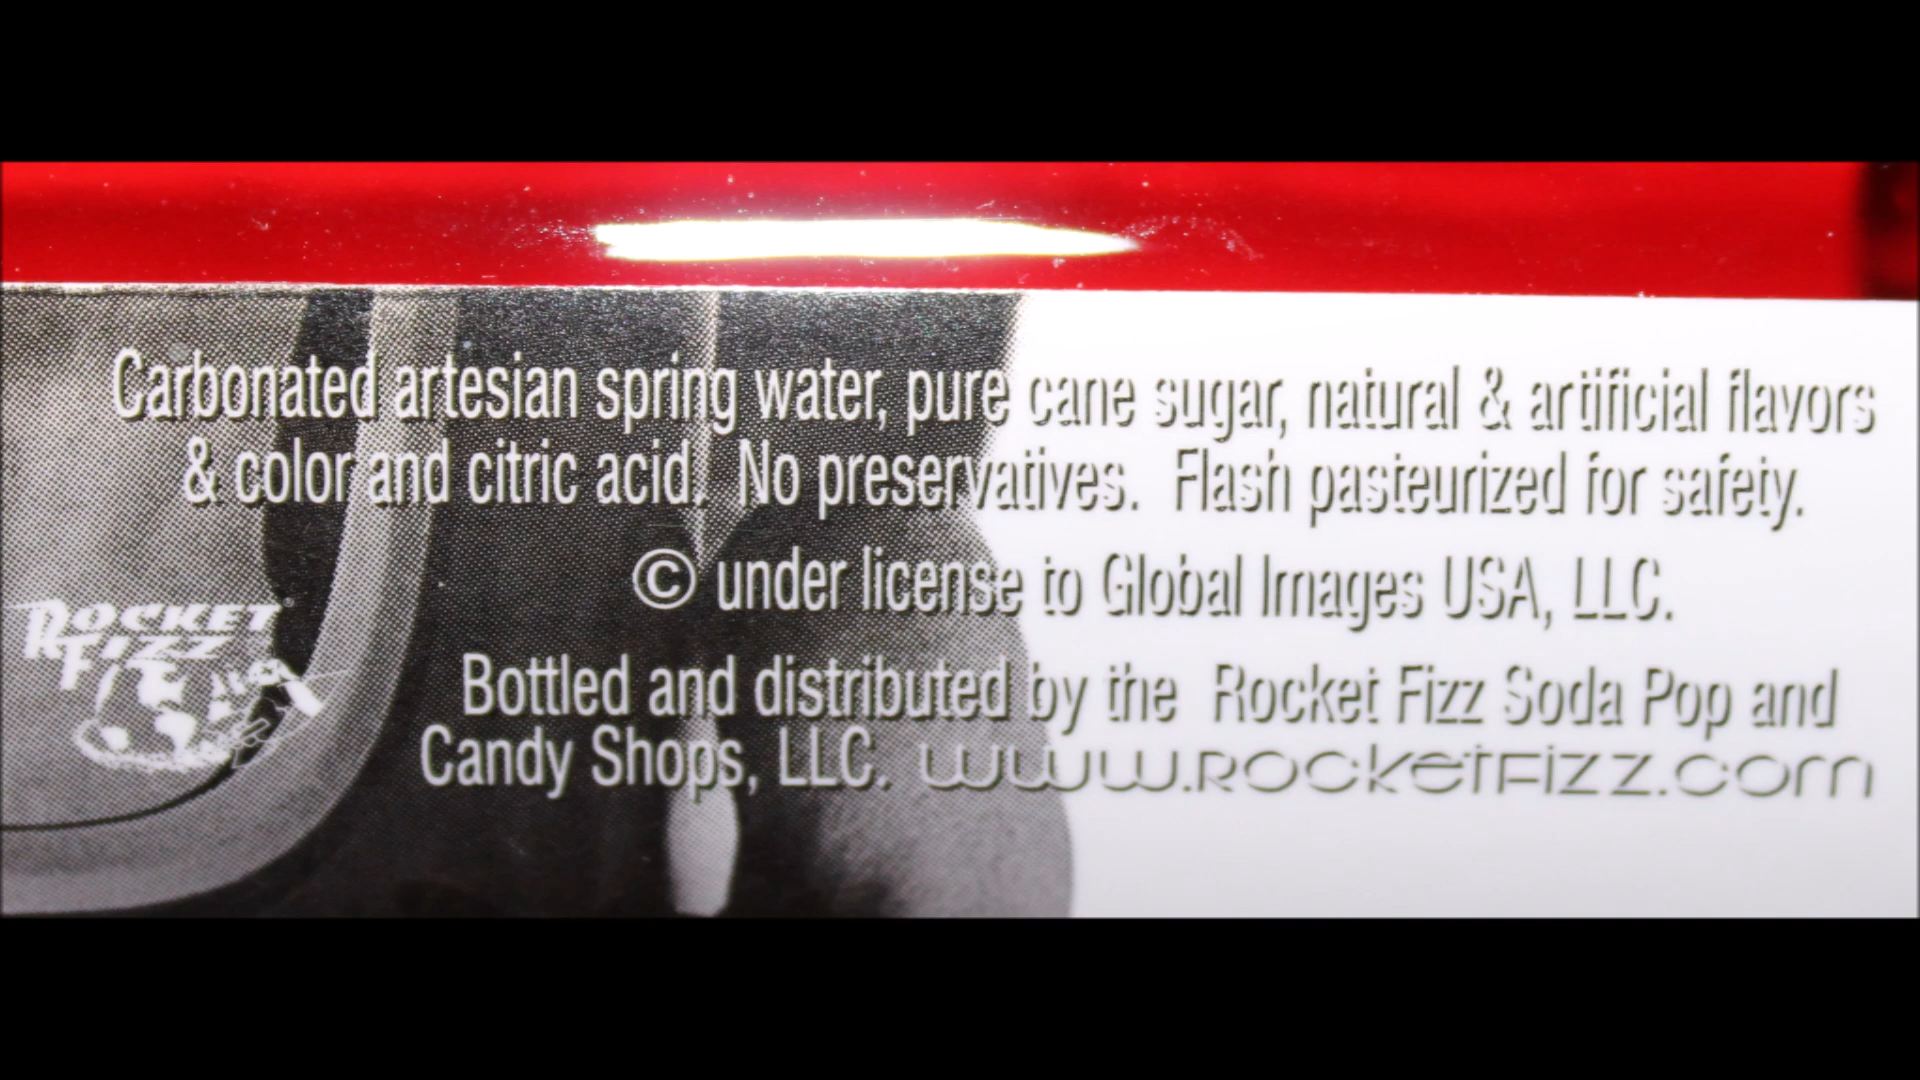 Carbonated artesian spring water, pure cane sugar, natural & artificial flavors
& color and citric acid. No preservatives. Flash pasteurized for safety.
© under license to Global Images USA, LLC.
ROCKET
FIZZ
Bottled and distributed by the Rocket Fizz Soda Pop and
Candy Shops, LLC. www.rocketfizz.com